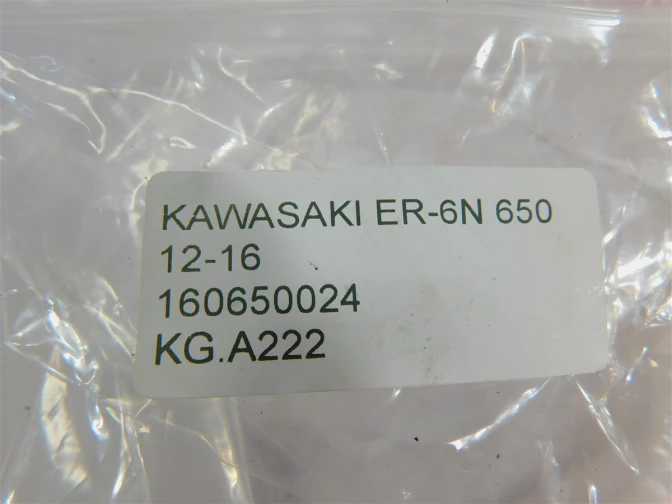 KAWASAKI ER-6N 650
12-16
160650024
KG.A222